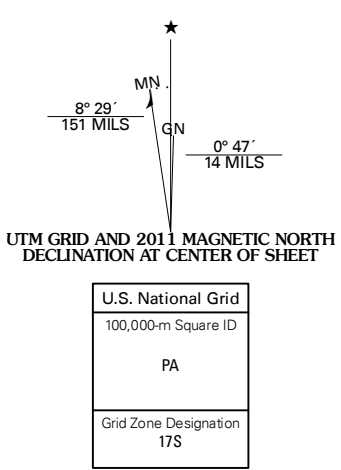 ★
MN
GN
8° 29´
151 MILS
0° 47´
14 MILS
UTM GRID AND 2011 MAGNETIC NORTH
DECLINATION AT CENTER OF SHEET
U.S. National Grid
100,000-m Square ID
PA
Grid Zone Designation
17S